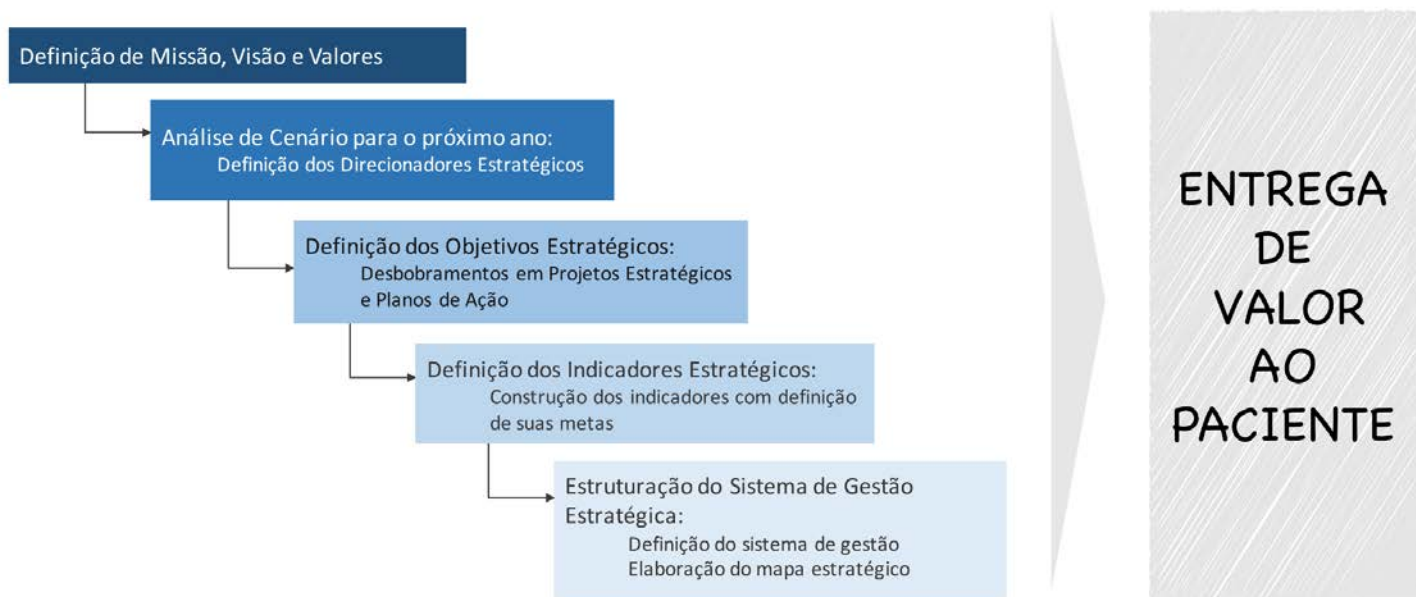 Definição de Missão, Visão e Valores
Análise de Cenário para o próximo ano:
Definição dos Direcionadores Estratégicos
Definição dos Objetivos Estratégicos:
Desbobramentos em Projetos Estratégicos
e Planos de Ação
Definição dos Indicadores Estratégicos:
Construção dos indicadores com definição
de suas metas
Estruturação do Sistema de Gestão
Estratégica:
Definição do sistema de gestão
Elaboração do mapa estratégico
ENTREGA
DE
VALOR
AO
PACIENTE